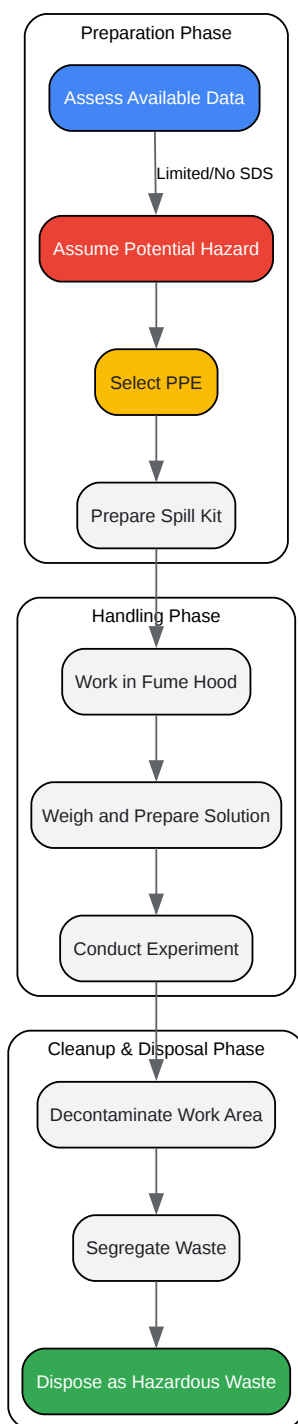 Preparation Phase
Assess Available Data
Limited/No SDS
Assume Potential Hazard
Select PPE
Prepare Spill Kit
Handling Phase
Work in Fume Hood
Weigh and Prepare Solution
Conduct Experiment
Cleanup & Disposal Phase
Decontaminate Work Area
Segregate Waste
Dispose as Hazardous Waste